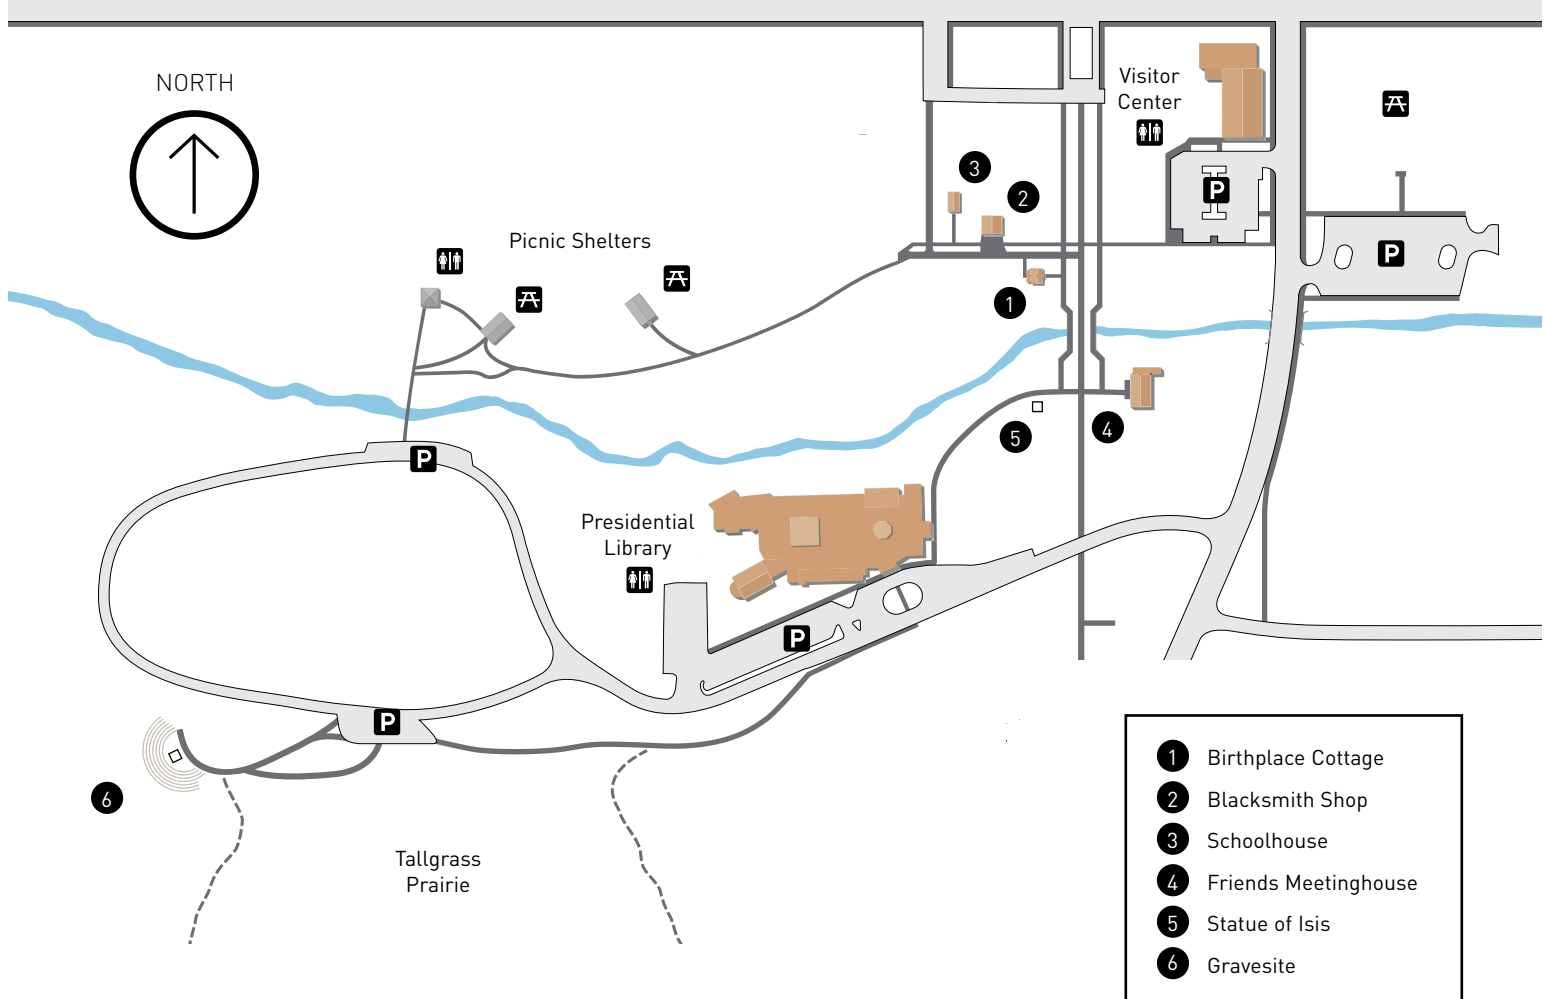 NORTH
Visitor
Center
P
3
2
Picnic Shelters
P
1
5
4
P
Presidential
Library
P
P
6
Tallgrass
Prairie
1 Birthplace Cottage
2 Blacksmith Shop
3 Schoolhouse
4 Friends Meetinghouse
5 Statue of Isis
6 Gravesite